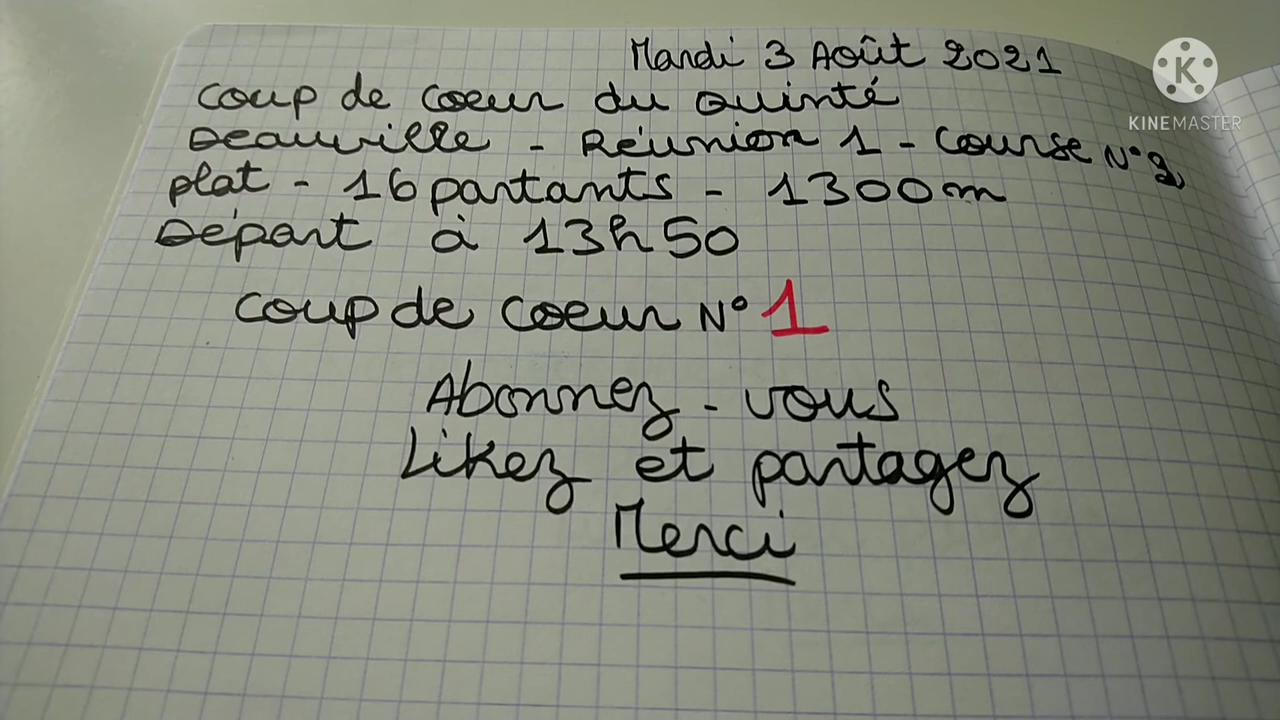 Mardi 3 Août 2021
Coup de coeur du Quinté
Deauville - Réunion 1 - Course N° 2
plat - 16 partants - 1300m
Départ à 13h50
Coup de coeur N° 1
Abonnez-vous
Likez et partagez
Merci
K
KINEMASTER